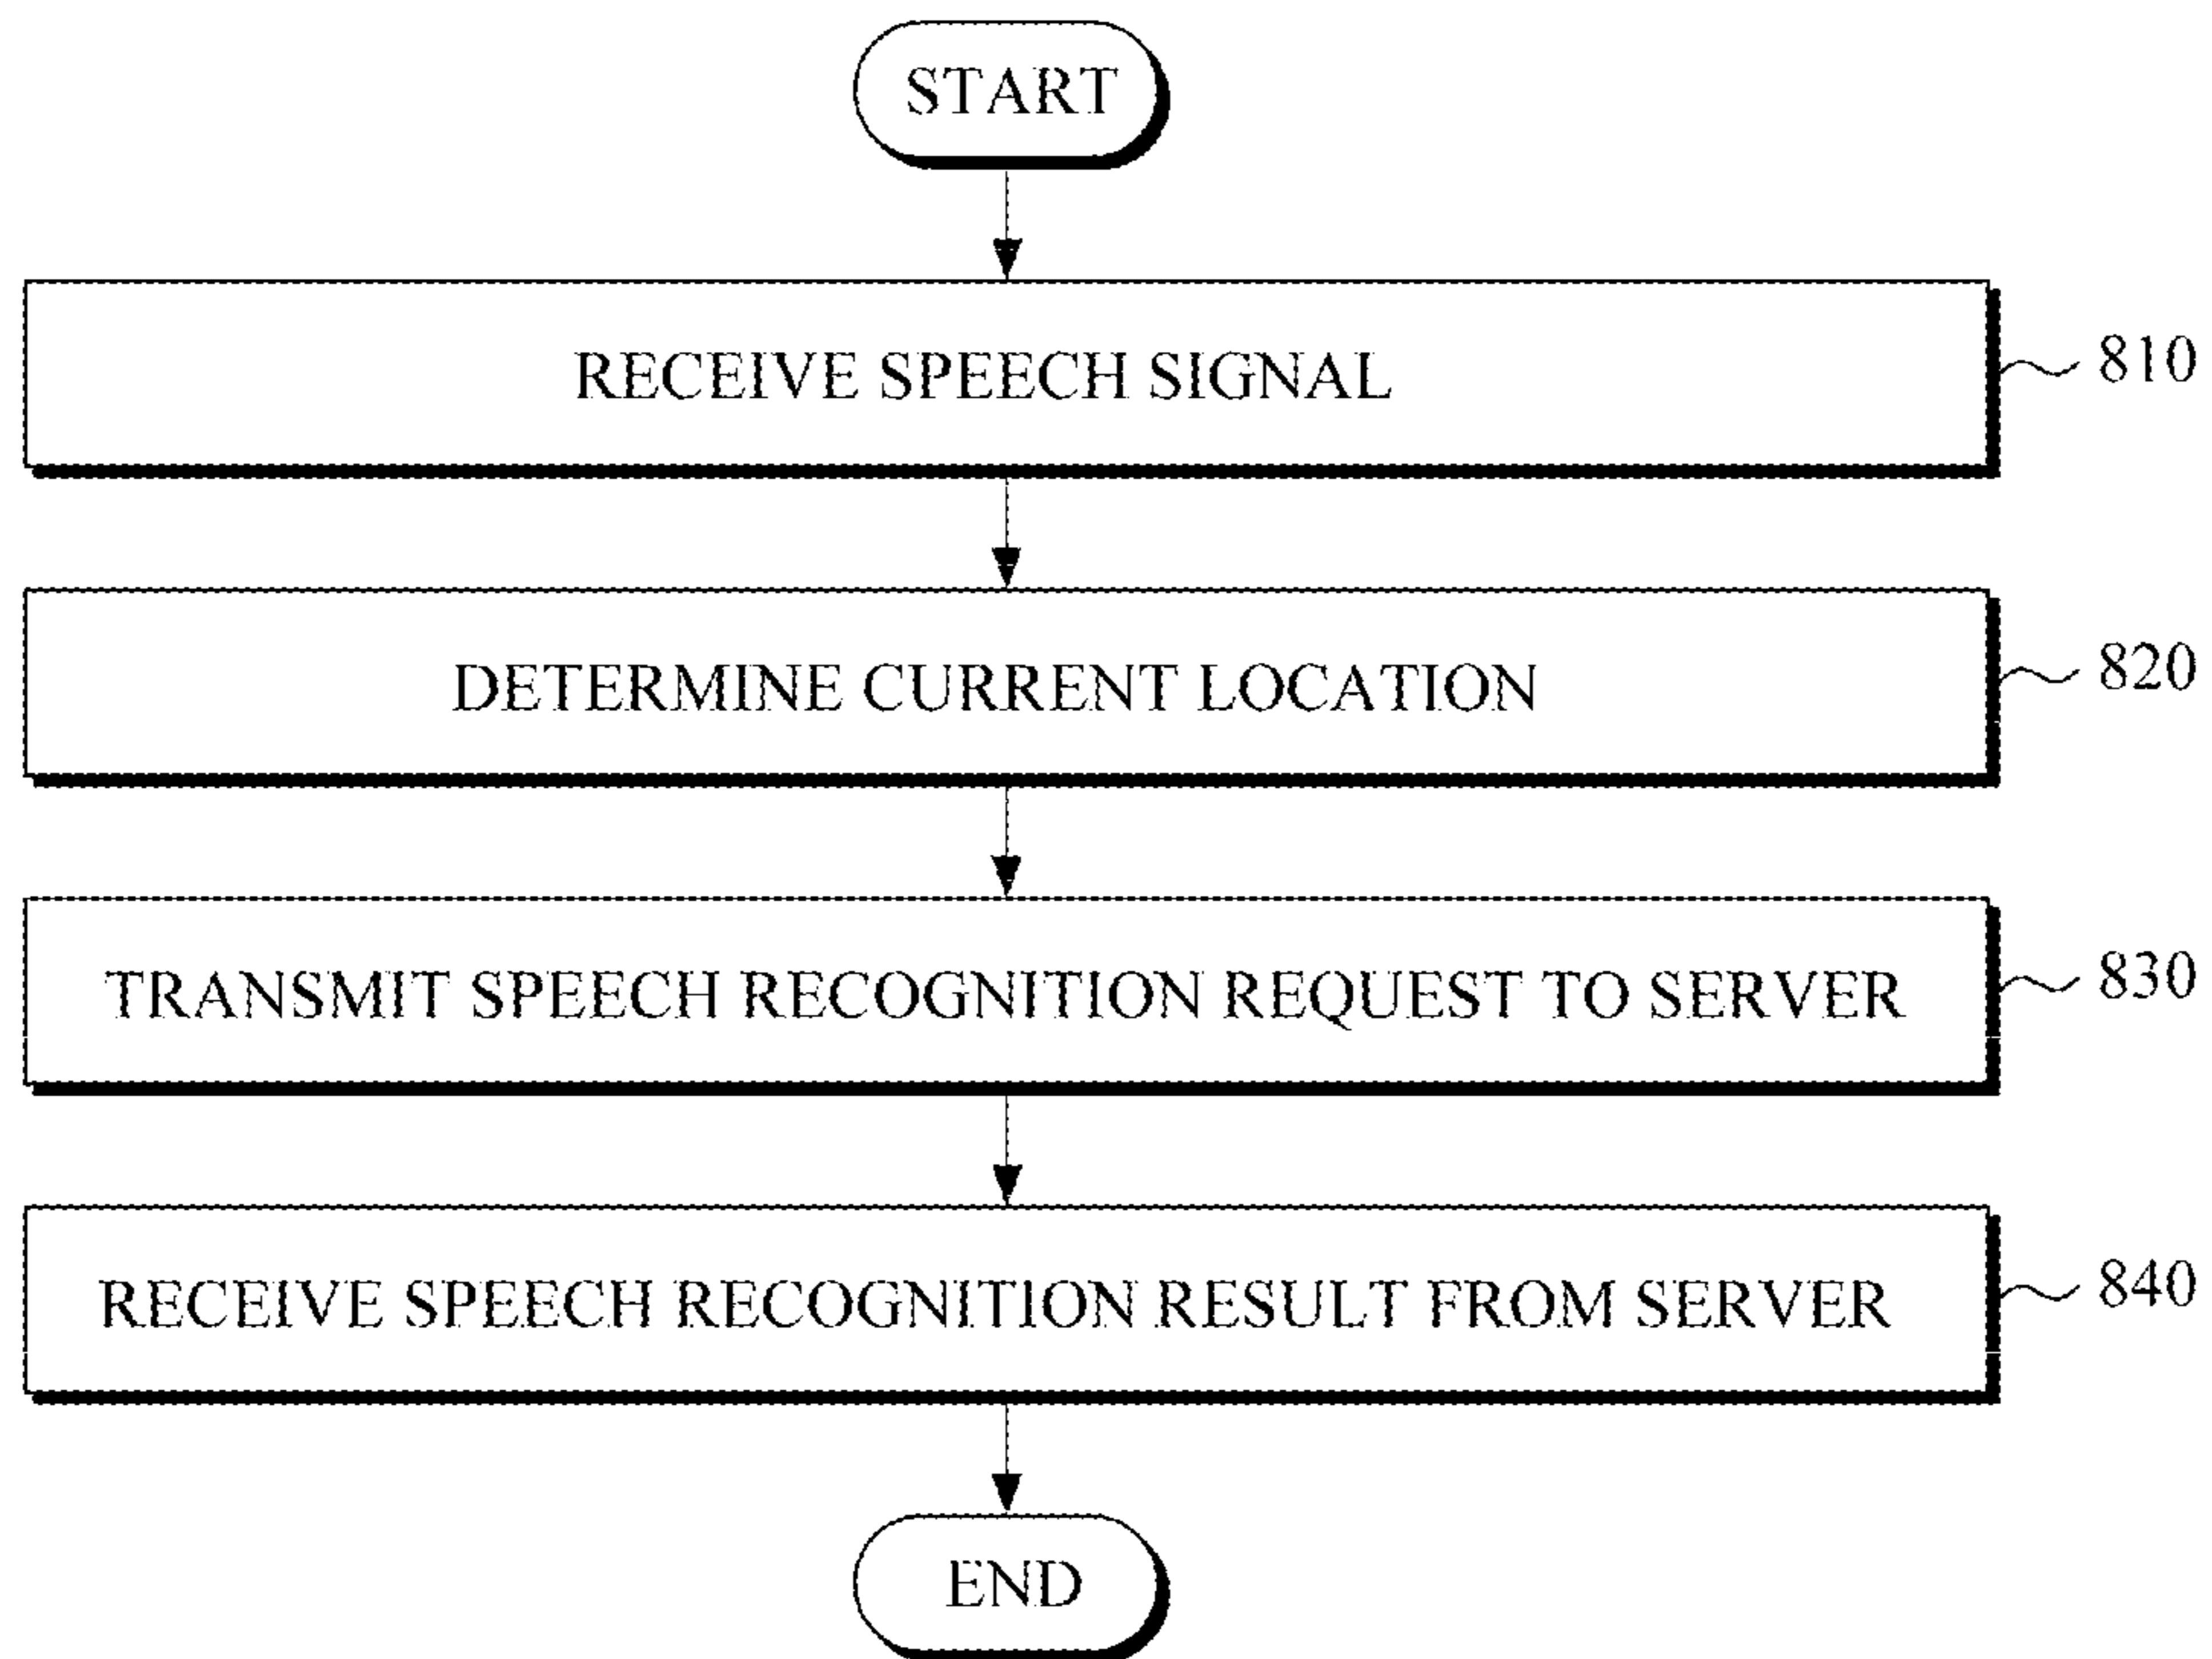 START
RECEIVE SPEECH SIGNAL
810
DETERMINE CURRENT LOCATION
820
TRANSMIT SPEECH RECOGNITION REQUEST TO SERVER
830
RECEIVE SPEECH RECOGNITION RESULT FROM SERVER
840
END